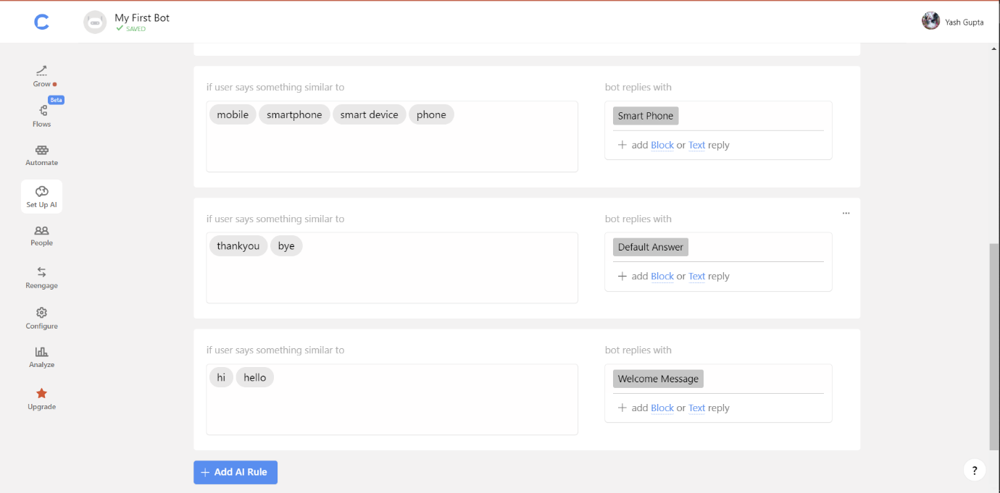 My First Bot
SAVED
Yash Gupta
Grow
Beta
Flows
Automate
Set Up AI
People
Reengage
Configure
Analyze
Upgrade
if user says something similar to
mobile smartphone smart device phone
bot replies with
Smart Phone
+ add Block or Text reply
if user says something similar to
thankyou bye
bot replies with
...
Default Answer
+ add Block or Text reply
if user says something similar to
hi hello
bot replies with
Welcome Message
+ add Block or Text reply
+ Add AI Rule
?